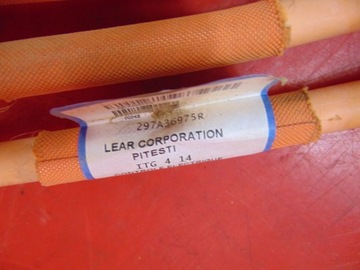 297A36975R
LEAR CORPORATION
PITESTI
ITG 4 14